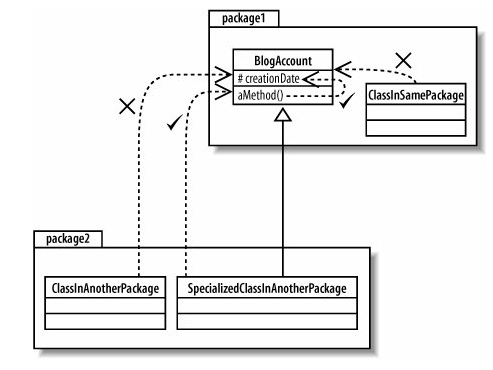 package1
BlogAccount
# creationDate
aMethod()
ClassInSamePackage
package2
ClassInAnotherPackage
SpecializedClassInAnotherPackage